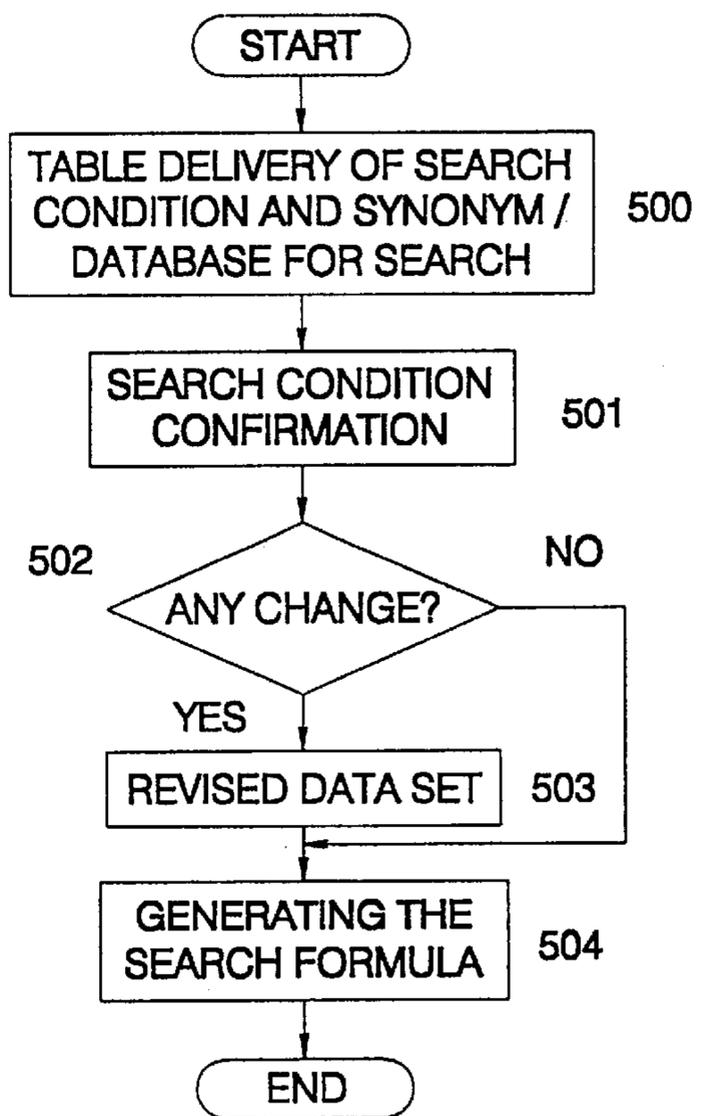 START
TABLE DELIVERY OF SEARCH
CONDITION AND SYNONYM /
DATABASE FOR SEARCH
500
SEARCH CONDITION
CONFIRMATION
501
502
NO
ANY CHANGE?
YES
REVISED DATA SET
503
GENERATING THE
SEARCH FORMULA
504
END